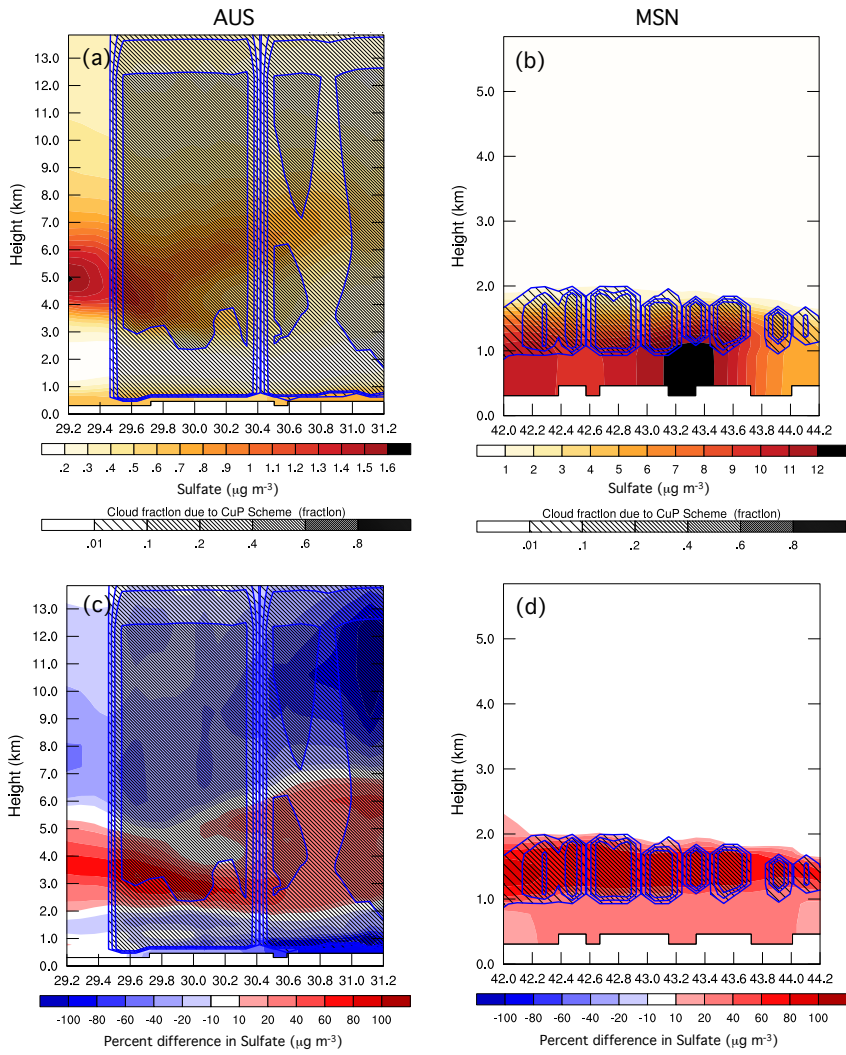 AUS
MSN
(a)
Height (km)
13.0
12.0
11.0
10.0
9.0
8.0
7.0
6.0
5.0
4.0
3.0
2.0
1.0
0.0
29.2 29.4 29.6 29.8 30.0 30.2 30.4 30.6 30.8 31.0 31.2
.2 .3 .4 .5 .7 .8 .9 1 1.1 1.2 1.3 1.5 1.6
Sulfate (µg m⁻³)
Cloud fraction due to CuP Scheme (fraction)
.01 .1 .2 .4 .6 .8
(b)
Height (km)
5.0
4.0
3.0
2.0
1.0
0.0
42.0 42.2 42.4 42.6 42.8 43.0 43.2 43.4 43.6 43.8 44.0 44.2
1 2 3 4 5 6 7 8 9 10 11 12
Sulfate (µg m⁻³)
Cloud fraction due to CuP Scheme (fraction)
.01 .1 .2 .4 .6 .8
(c)
Height (km)
13.0
12.0
11.0
10.0
9.0
8.0
7.0
6.0
5.0
4.0
3.0
2.0
1.0
0.0
29.2 29.4 29.6 29.8 30.0 30.2 30.4 30.6 30.8 31.0 31.2
-100 -80 -60 -40 -20 -10 10 20 40 60 80 100
Percent difference in Sulfate (µg m⁻³)
(d)
Height (km)
5.0
4.0
3.0
2.0
1.0
0.0
42.0 42.2 42.4 42.6 42.8 43.0 43.2 43.4 43.6 43.8 44.0 44.2
-100 -80 -60 -40 -20 -10 10 20 40 60 80 100
Percent difference in Sulfate (µg m⁻³)